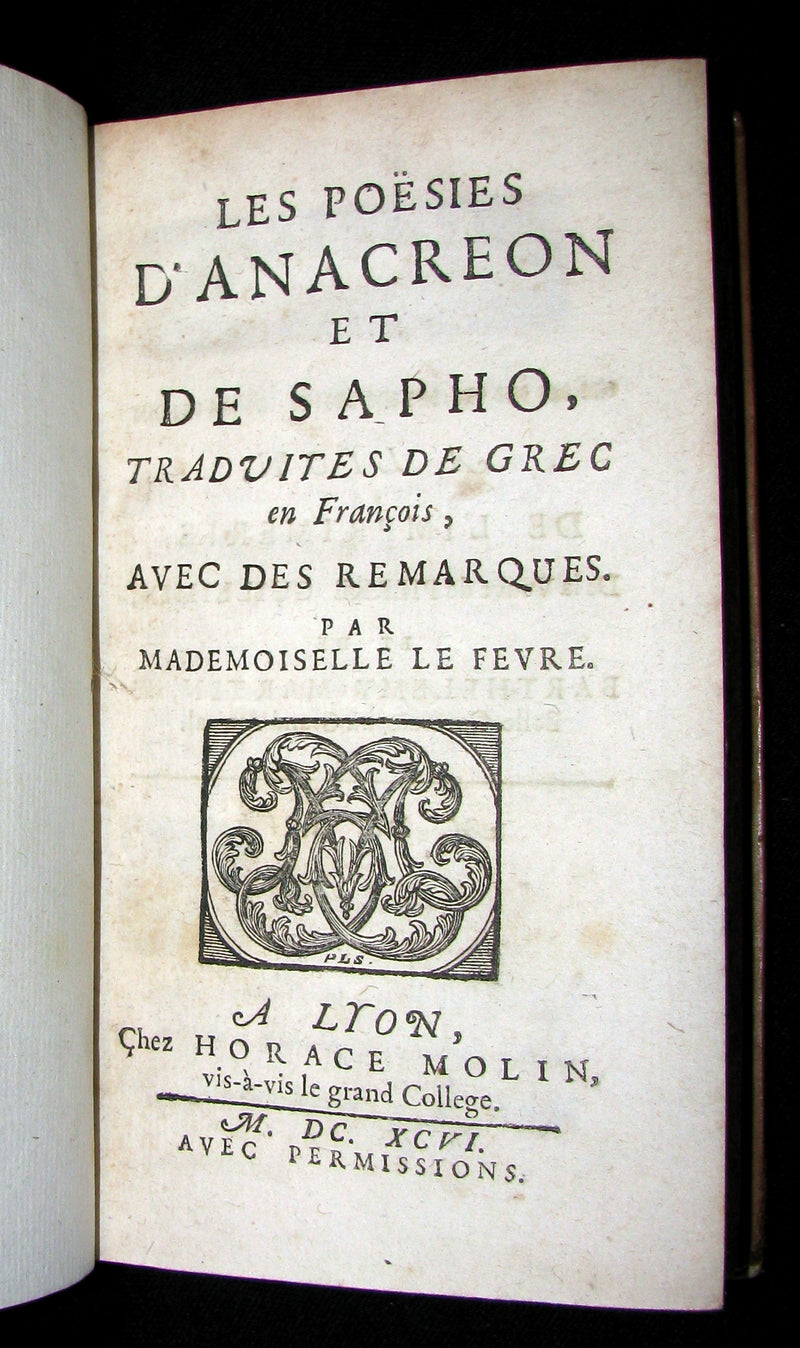 LES POËSIES
D'ANACREON
ET
DE SAPHO,
TRADVITES DE GREC
en François,
AVEC DES REMARQUES.
PAR
MADEMOISELLE LE FEVRE.
PLS.
A LYON,
Chez HORACE MOLIN,
vis-à-vis le grand College.
M. DC. XCVI.
AVEC PERMISSIONS.